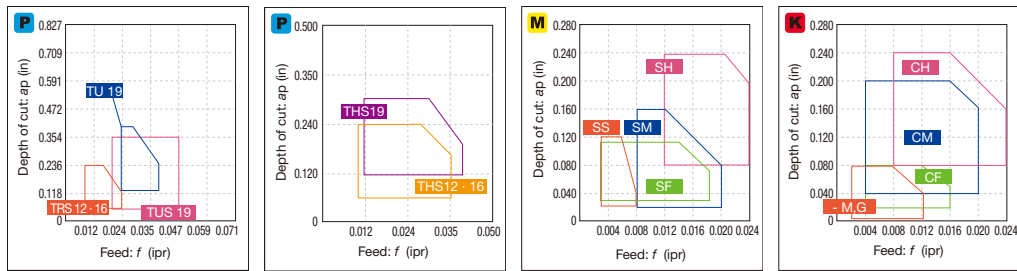 P
Depth of cut: ap (in)
0.827
0.709
0.591
0.472
0.354
0.236
0.118
0
TU 19
TRS 12 · 16
TUS 19
0.012 0.024 0.035 0.047 0.059 0.071
Feed: f (ipr)
P
Depth of cut: ap (in)
0.500
0.350
0.240
0.120
0.000
THS19
THS12 · 16
0.012 0.024 0.035 0.050
Feed: f (ipr)
M
Depth of cut: ap (in)
0.280
0.240
0.200
0.160
0.120
0.080
0.040
0
SH
SS
SM
SF
0.004 0.008 0.012 0.016 0.020 0.024
Feed: f (ipr)
K
Depth of cut: ap (in)
0.280
0.240
0.200
0.160
0.120
0.080
0.040
0
CH
CM
CF
- M,G
0.004 0.008 0.012 0.016 0.020 0.024
Feed: f (ipr)